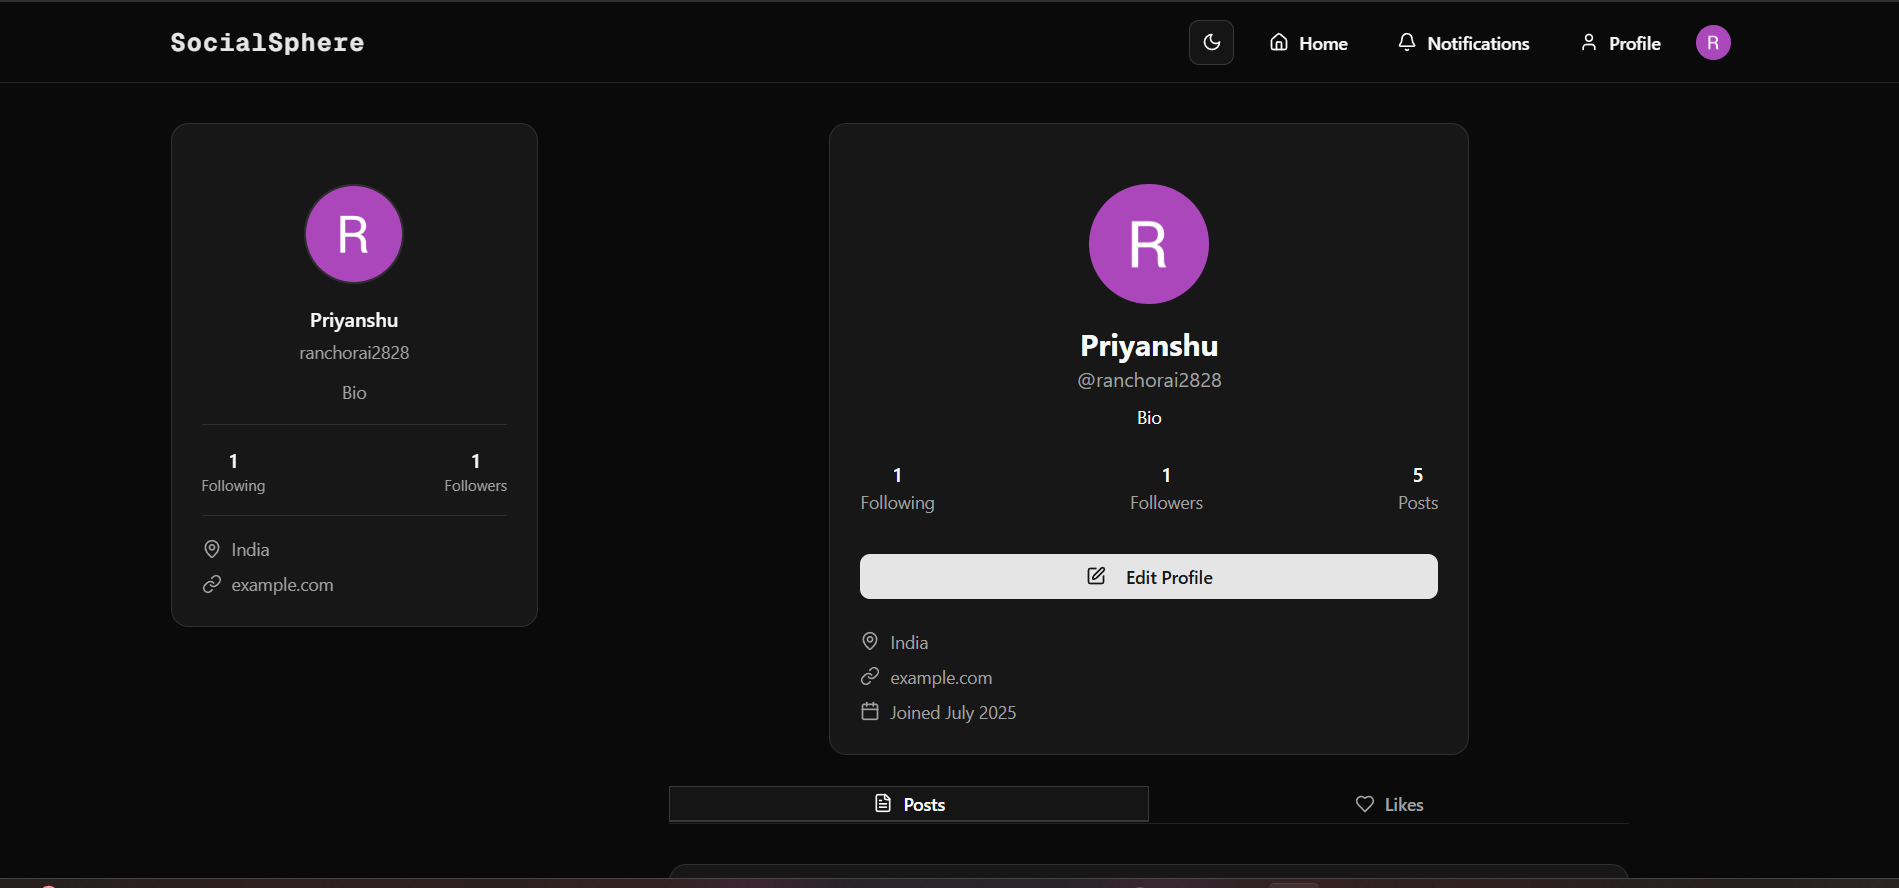 SocialSphere
Home
Notifications
Profile
R
R
Priyanshu
ranchorai2828
Bio
1
Following
1
Followers
India
example.com
R
Priyanshu
@ranchorai2828
Bio
1
Following
1
Followers
5
Posts
Edit Profile
India
example.com
Joined July 2025
Posts
Likes